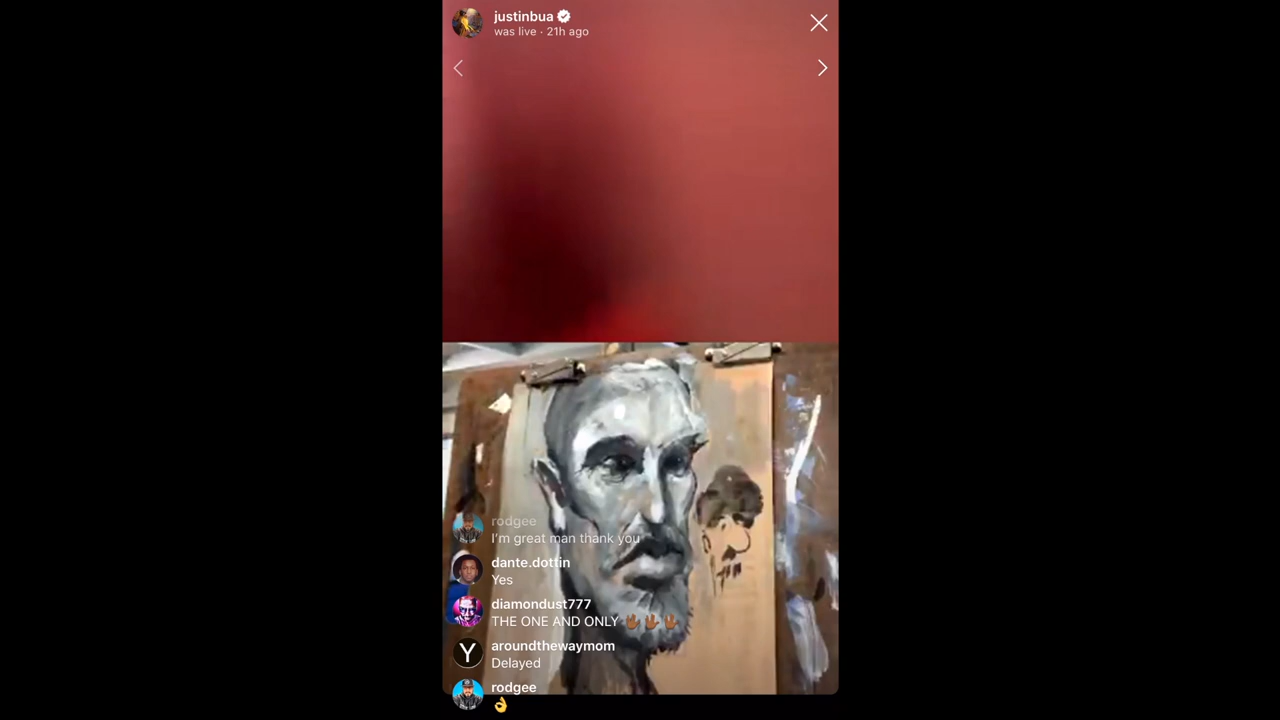 justinbua
was live · 21h ago
rodgee
I'm great man thank you
dante.dottin
Yes
diamondust777
THE ONE AND ONLY 🖖🏾 🖖🏾 🖖🏾
Y
aroundthewaymom
Delayed
rodgee
👌